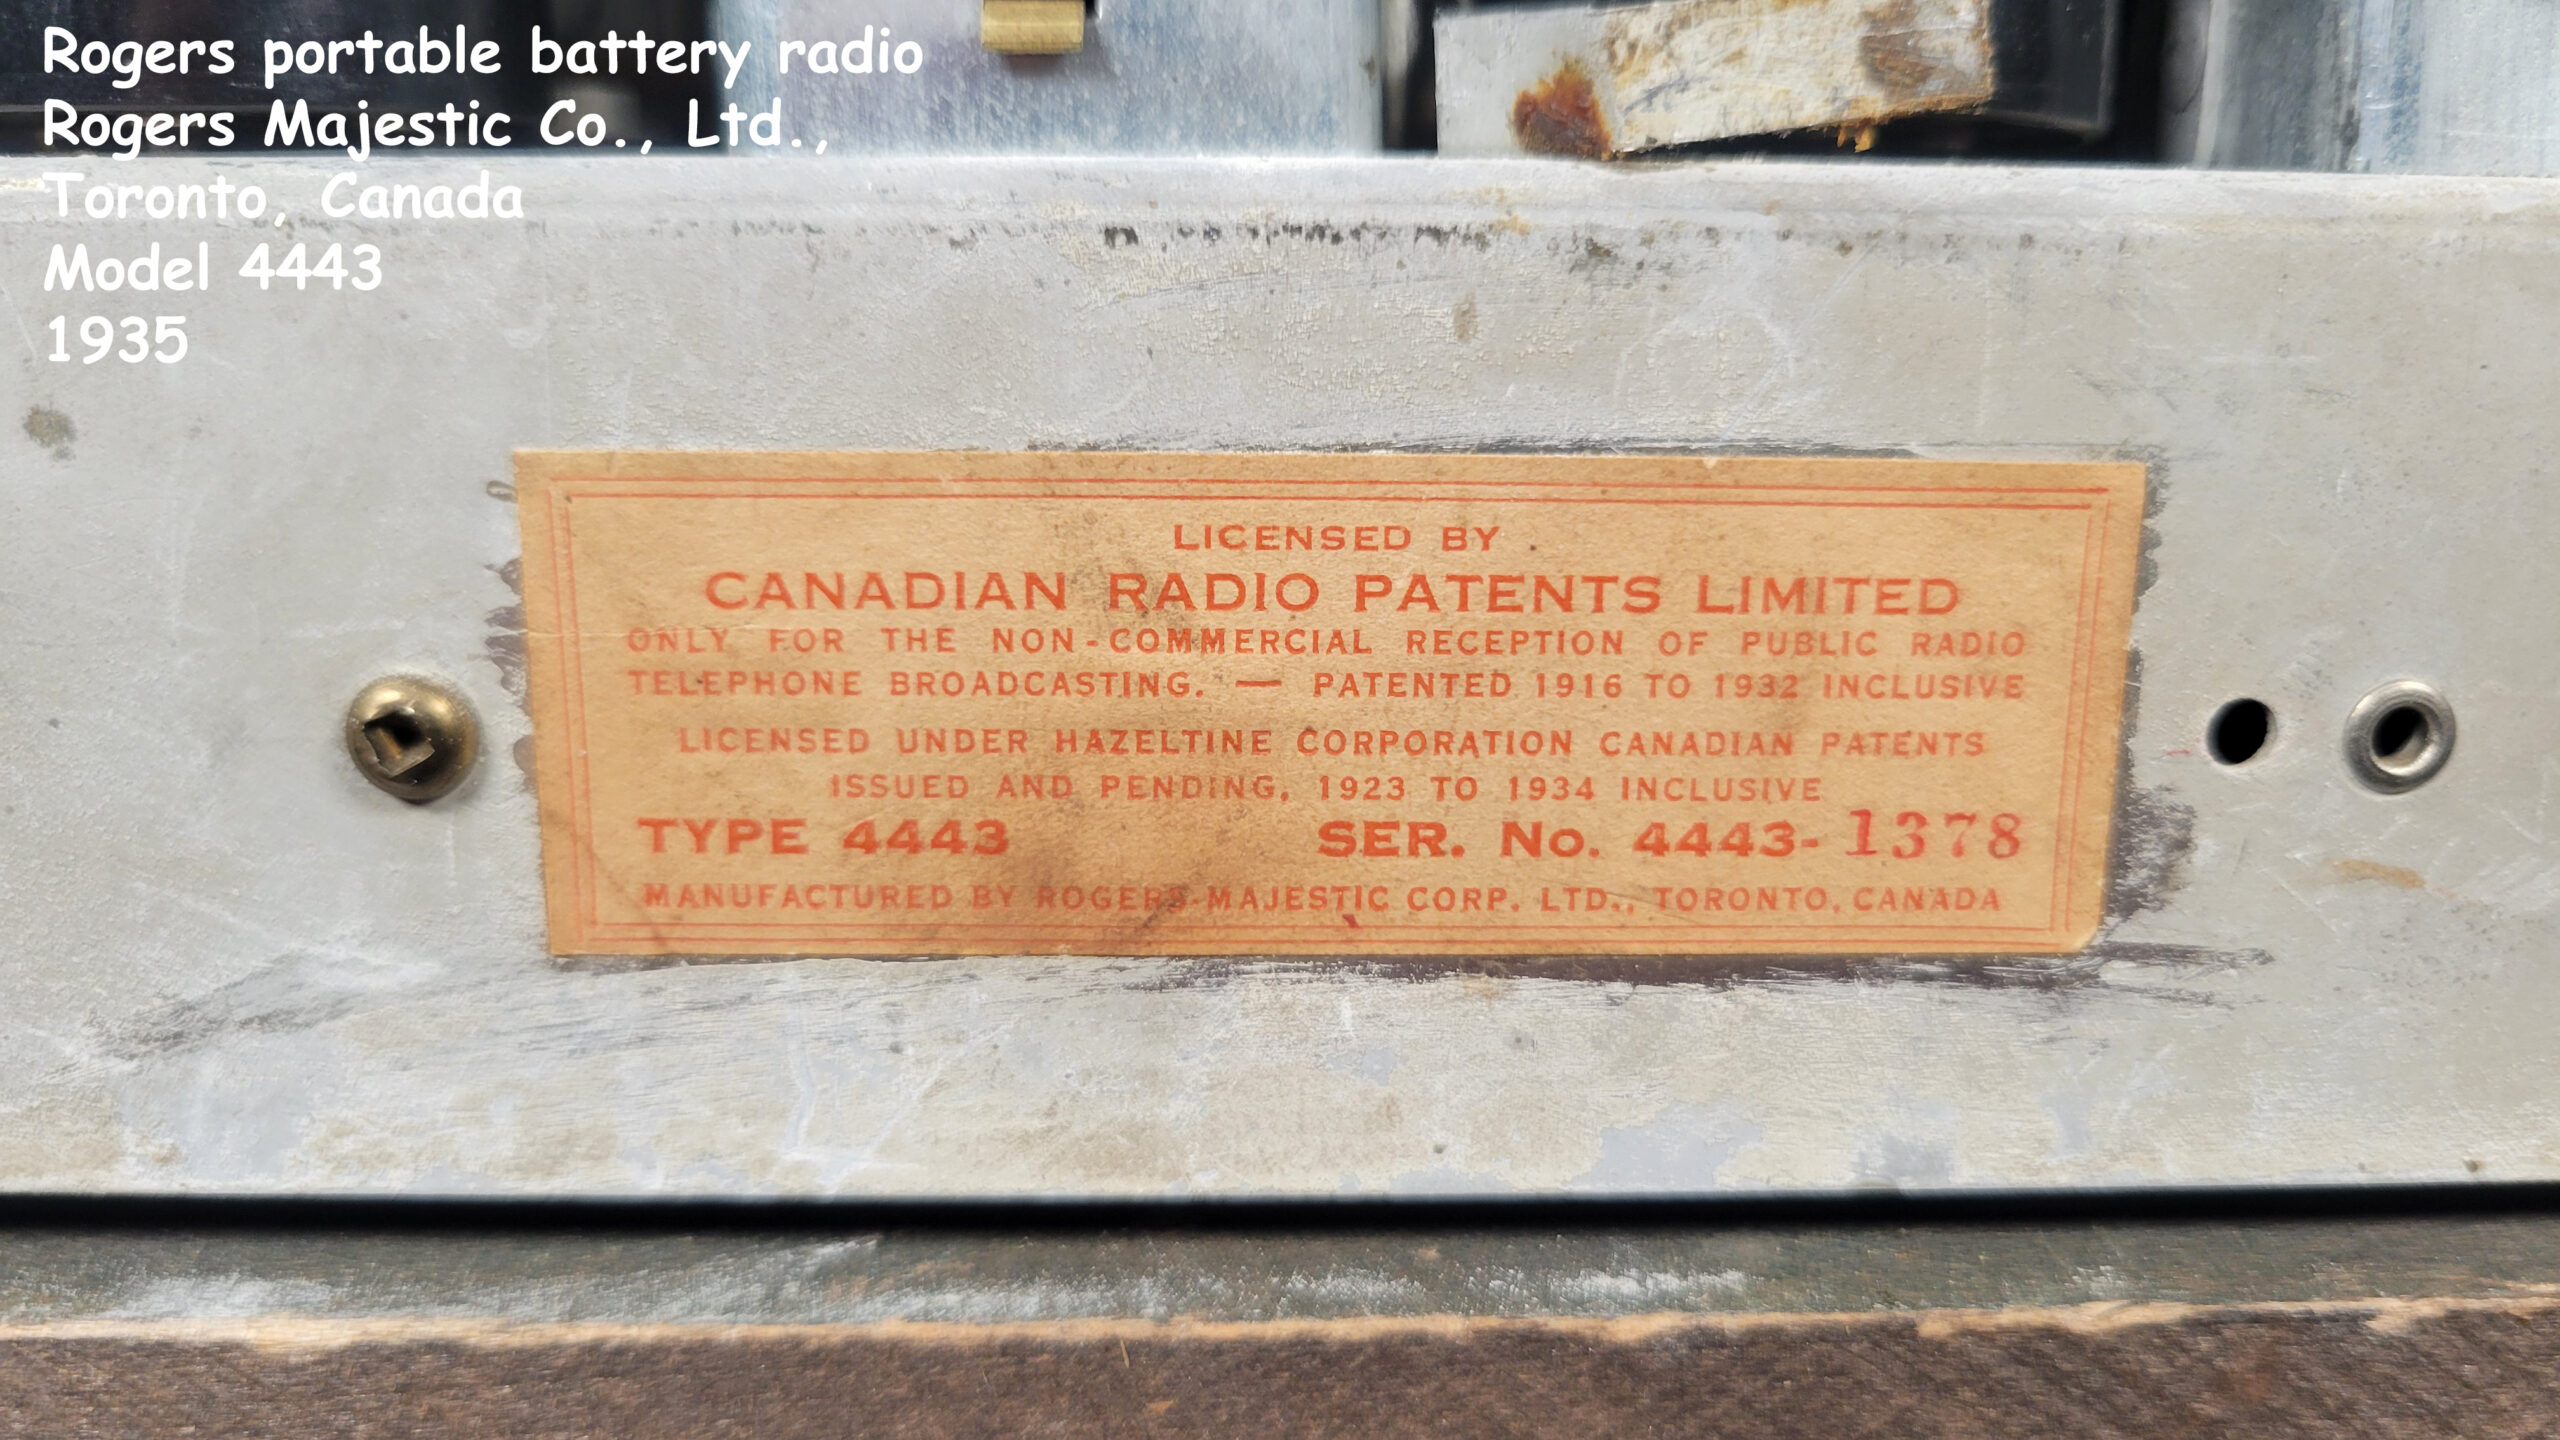 Rogers portable battery radio
Rogers Majestic Co., Ltd.,
Toronto, Canada
Model 4443
1935
LICENSED BY
CANADIAN RADIO PATENTS LIMITED
ONLY FOR THE NON-COMMERCIAL RECEPTION OF PUBLIC RADIO
TELEPHONE BROADCASTING. — PATENTED 1916 TO 1932 INCLUSIVE
LICENSED UNDER HAZELTINE CORPORATION CANADIAN PATENTS
ISSUED AND PENDING, 1923 TO 1934 INCLUSIVE
TYPE 4443 SER. No. 4443-1378
MANUFACTURED BY ROGERS-MAJESTIC CORP. LTD., TORONTO, CANADA